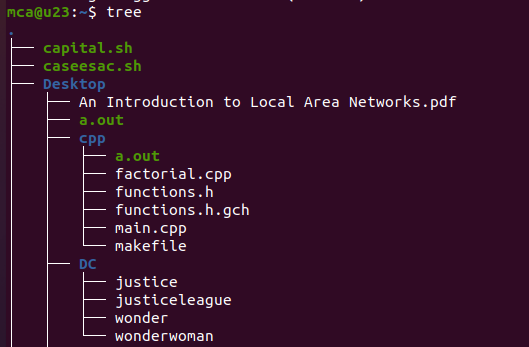 mca@u23:~$ tree
.
├── capital.sh
├── caseesac.sh
├── Desktop
│   ├── An Introduction to Local Area Networks.pdf
│   ├── a.out
│   ├── cpp
│   │   ├── a.out
│   │   ├── factorial.cpp
│   │   ├── functions.h
│   │   ├── functions.h.gch
│   │   ├── main.cpp
│   │   └── makefile
│   ├── DC
│   │   ├── justice
│   │   ├── justiceleague
│   │   ├── wonder
│   │   └── wonderwoman